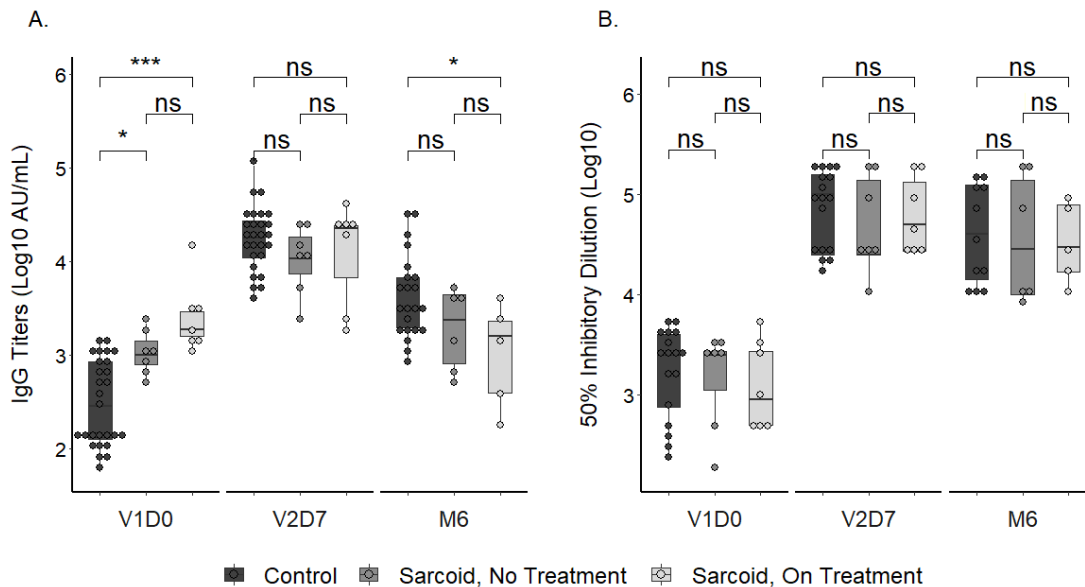 A.
IgG Titers (Log10 AU/mL)
6
5
4
3
2
***
ns
*
ns
ns
ns
*
ns
ns
V1D0
V2D7
M6
B.
50% Inhibitory Dilution (Log10)
6
5
4
3
ns
ns
ns
ns
ns
ns
ns
ns
ns
V1D0
V2D7
M6
Control
Sarcoid, No Treatment
Sarcoid, On Treatment